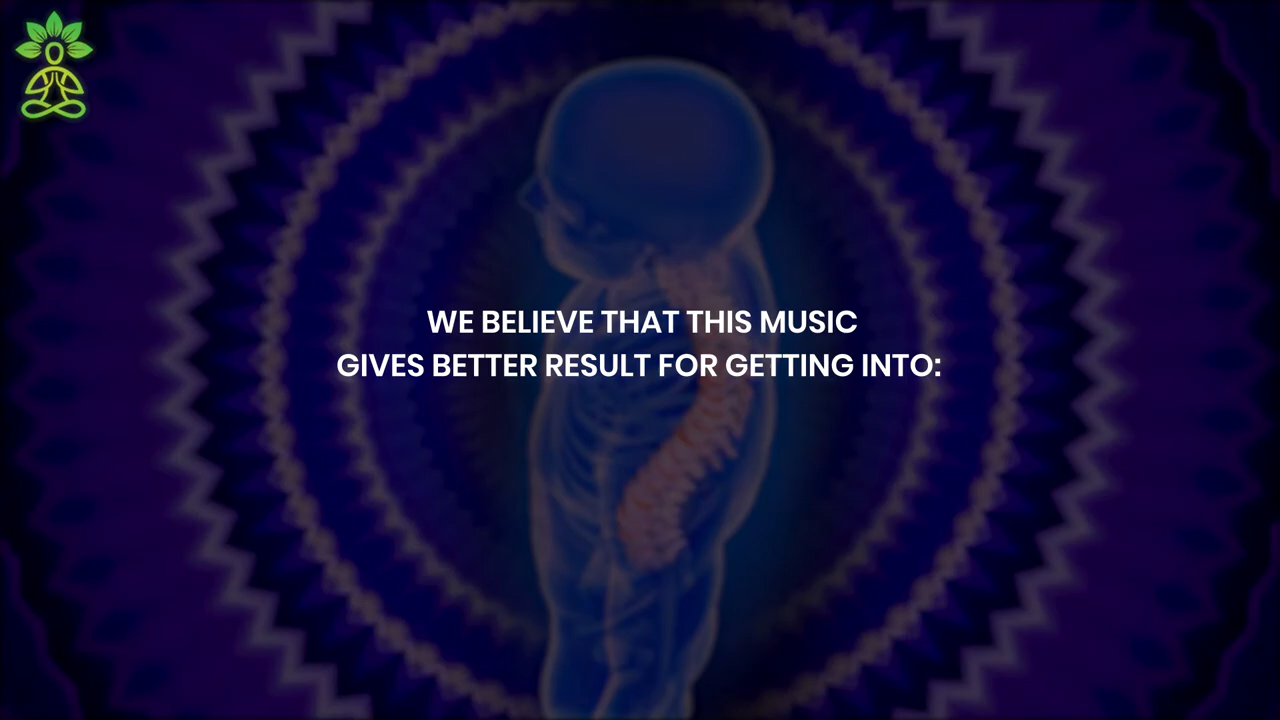 WE BELIEVE THAT THIS MUSIC
GIVES BETTER RESULT FOR GETTING INTO: